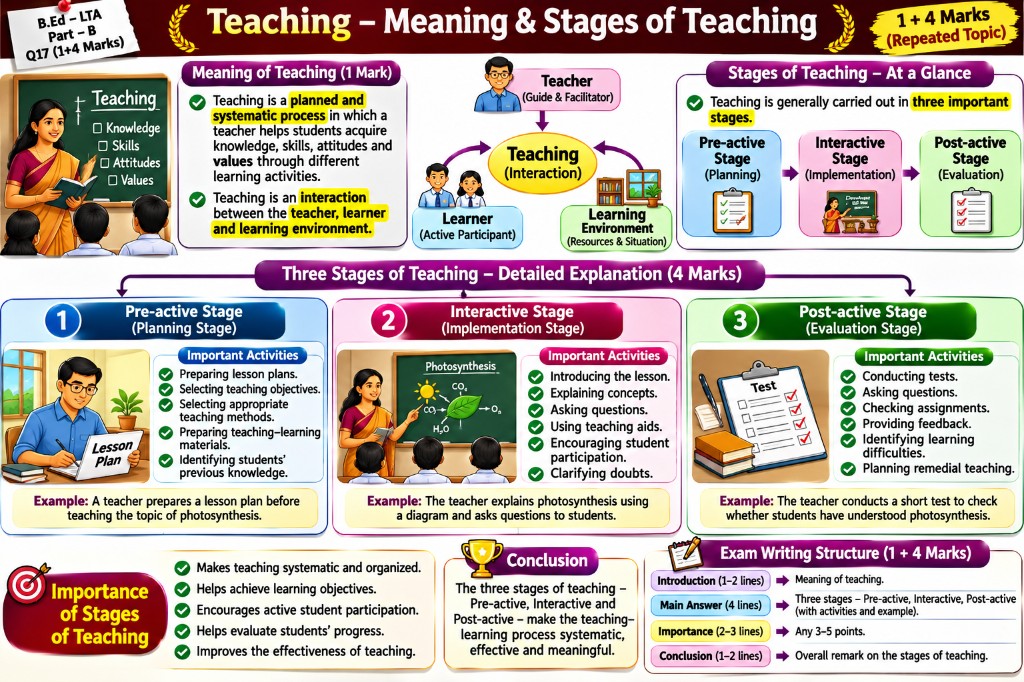 B.Ed – LTA
Part – B
Q17 (1+4 Marks)
Teaching – Meaning & Stages of Teaching
1 + 4 Marks
(Repeated Topic)
Teaching
Knowledge
Skills
Attitudes
Values
Meaning of Teaching (1 Mark)
Teaching is a planned and
systematic process in which a
teacher helps students acquire
knowledge, skills, attitudes and
values through different
learning activities.
Teaching is an interaction
between the teacher, learner
and learning environment.
Teacher
(Guide & Facilitator)
Teaching
(Interaction)
Learner
(Active Participant)
Learning
Environment
(Resources & Situation)
Stages of Teaching – At a Glance
Teaching is generally carried out in three important
stages.
Pre-active
Stage
(Planning)
Interactive
Stage
(Implementation)
Post-active
Stage
(Evaluation)
Three Stages of Teaching – Detailed Explanation (4 Marks)
1
Pre-active Stage
(Planning Stage)
Lesson
Plan
Important Activities
Preparing lesson plans.
Selecting teaching objectives.
Selecting appropriate
teaching methods.
Preparing teaching–learning
materials.
Identifying students'
previous knowledge.
Example: A teacher prepares a lesson plan before
teaching the topic of photosynthesis.
2
Interactive Stage
(Implementation Stage)
Photosynthesis
CO₂
CO₂
O₂
H₂O
Important Activities
Introducing the lesson.
Explaining concepts.
Asking questions.
Using teaching aids.
Encouraging student
participation.
Clarifying doubts.
Example: The teacher explains photosynthesis using
a diagram and asks questions to students.
3
Post-active Stage
(Evaluation Stage)
Test
Important Activities
Conducting tests.
Asking questions.
Checking assignments.
Providing feedback.
Identifying learning
difficulties.
Planning remedial teaching.
Example: The teacher conducts a short test to check
whether students have understood photosynthesis.
Importance
of Stages
of Teaching
Makes teaching systematic and organized.
Helps achieve learning objectives.
Encourages active student participation.
Helps evaluate students' progress.
Improves the effectiveness of teaching.
Conclusion
The three stages of teaching –
Pre-active, Interactive and
Post-active – make the teaching–
learning process systematic,
effective and meaningful.
Exam Writing Structure (1 + 4 Marks)
Introduction (1–2 lines)
Meaning of teaching.
Main Answer (4 lines)
Three stages – Pre-active, Interactive, Post-active
(with activities and example).
Importance (2–3 lines)
Any 3–5 points.
Conclusion (1–2 lines)
Overall remark on the stages of teaching.